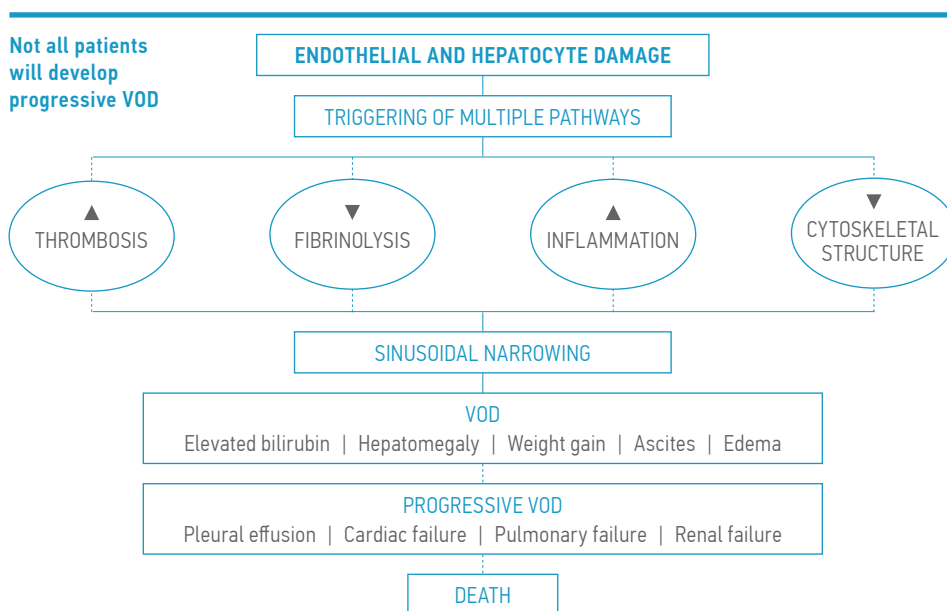 Not all patients
will develop
progressive VOD
ENDOTHELIAL AND HEPATOCYTE DAMAGE
TRIGGERING OF MULTIPLE PATHWAYS
▲
THROMBOSIS
▼
FIBRINOLYSIS
▲
INFLAMMATION
▼
CYTOSKELETAL
STRUCTURE
SINUSOIDAL NARROWING
VOD
Elevated bilirubin | Hepatomegaly | Weight gain | Ascites | Edema
PROGRESSIVE VOD
Pleural effusion | Cardiac failure | Pulmonary failure | Renal failure
DEATH